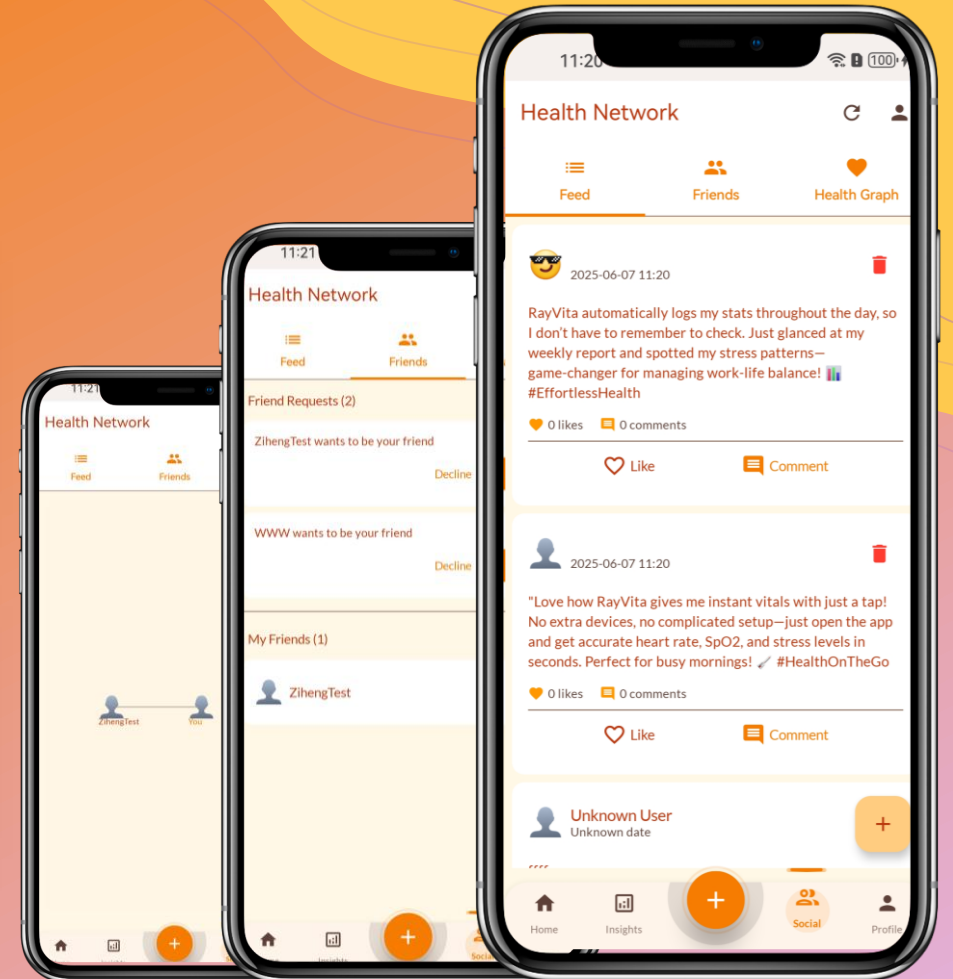 11:21
Health Network
Feed
Friends
ZihengTest
You
11:21
Health Network
Feed
Friends
Friend Requests (2)
ZihengTest wants to be your friend
Decline
WWW wants to be your friend
Decline
My Friends (1)
ZihengTest
Social
11:20
100
Health Network
Feed
Friends
Health Graph
2025-06-07 11:20
RayVita automatically logs my stats throughout the day, so
I don't have to remember to check. Just glanced at my
weekly report and spotted my stress patterns—
game-changer for managing work-life balance! 📊
#EffortlessHealth
0 likes
0 comments
Like
Comment
2025-06-07 11:20
"Love how RayVita gives me instant vitals with just a tap!
No extra devices, no complicated setup—just open the app
and get accurate heart rate, SpO2, and stress levels in
seconds. Perfect for busy mornings! #HealthOnTheGo
0 likes
0 comments
Like
Comment
Unknown User
Unknown date
Home
Insights
Social
Profile